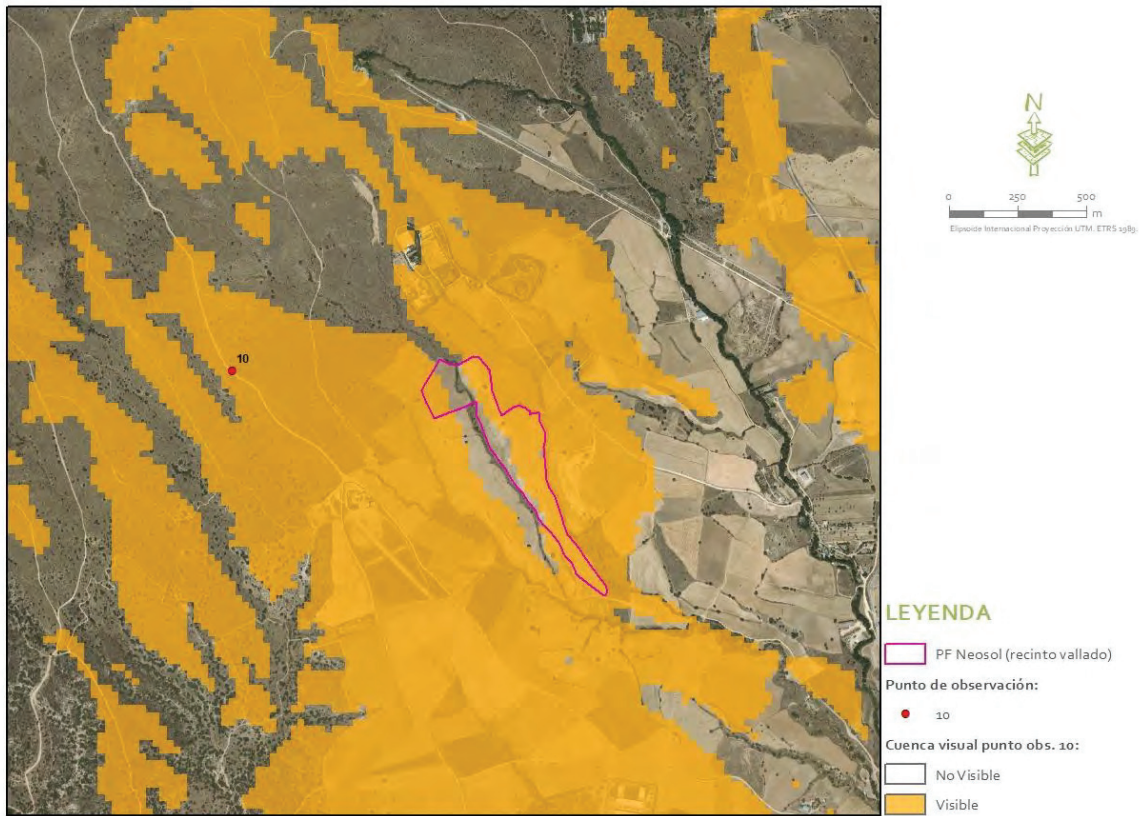 10
N
0 250 500
m
Elipsoide Internacional Proyección UTM. ETRS 1989.
LEYENDA
PF Neosol (recinto vallado)
Punto de observación:
10
Cuenca visual punto obs. 10:
No Visible
Visible